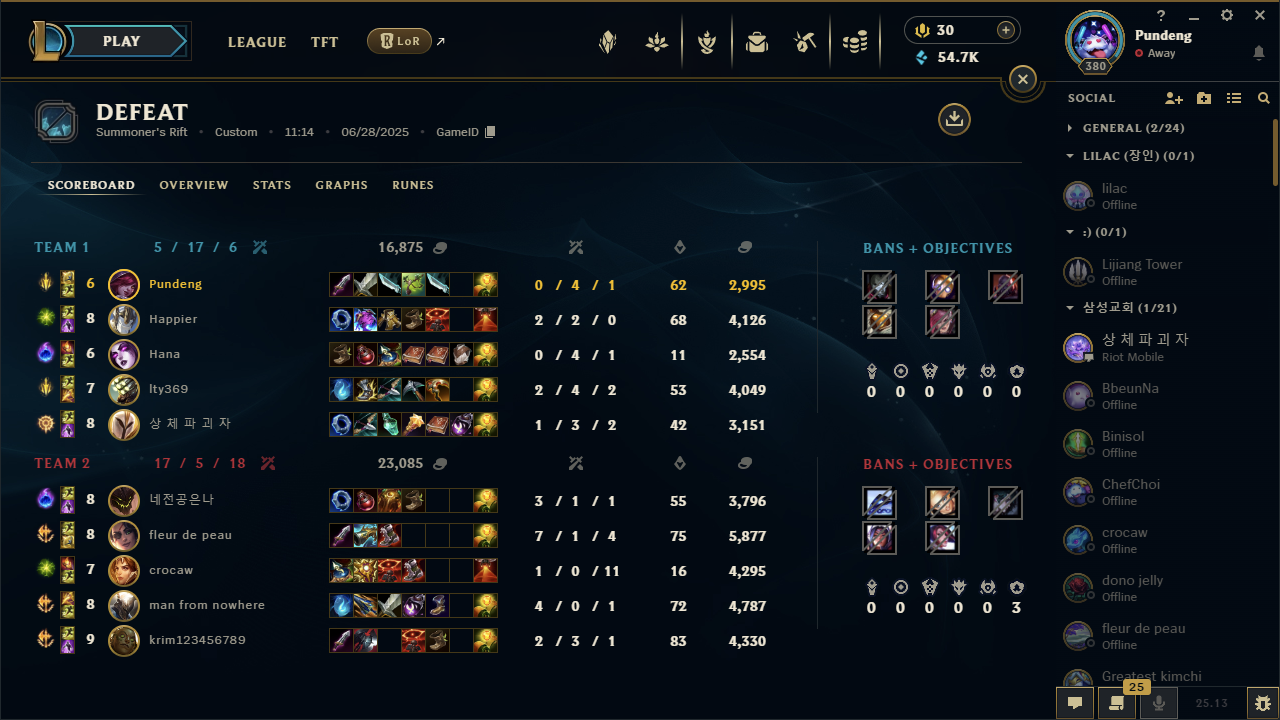 PLAY
LEAGUE TFT LoR
30
54.7K
?
Pundeng
Away
380
DEFEAT
Summoner's Rift • Custom • 11:14 • 06/28/2025 • GameID
SCOREBOARD OVERVIEW STATS GRAPHS RUNES
TEAM 1 5 / 17 / 6 16,875
6 Pundeng 0 / 4 / 1 62 2,995
8 Happier 2 / 2 / 0 68 4,126
6 Hana 0 / 4 / 1 11 2,554
7 lty369 2 / 4 / 2 53 4,049
8 상 체 파 괴 자 1 / 3 / 2 42 3,151
BANS + OBJECTIVES
0 0 0 0 0 0
TEAM 2 17 / 5 / 18 23,085
8 네전공은나 3 / 1 / 1 55 3,796
8 fleur de peau 7 / 1 / 4 75 5,877
7 crocaw 1 / 0 / 11 16 4,295
8 man from nowhere 4 / 0 / 1 72 4,787
9 krim123456789 2 / 3 / 1 83 4,330
BANS + OBJECTIVES
0 0 0 0 0 3
SOCIAL
GENERAL (2/24)
LILAC (장인) (0/1)
lilac
Offline
:) (0/1)
Lijiang Tower
Offline
삼성교회 (1/21)
상 체 파 괴 자
Riot Mobile
BbeunNa
Offline
Binisol
Offline
ChefChoi
Offline
crocaw
Offline
dono jelly
Offline
fleur de peau
Offline
Greatest kimchi
25
25.13